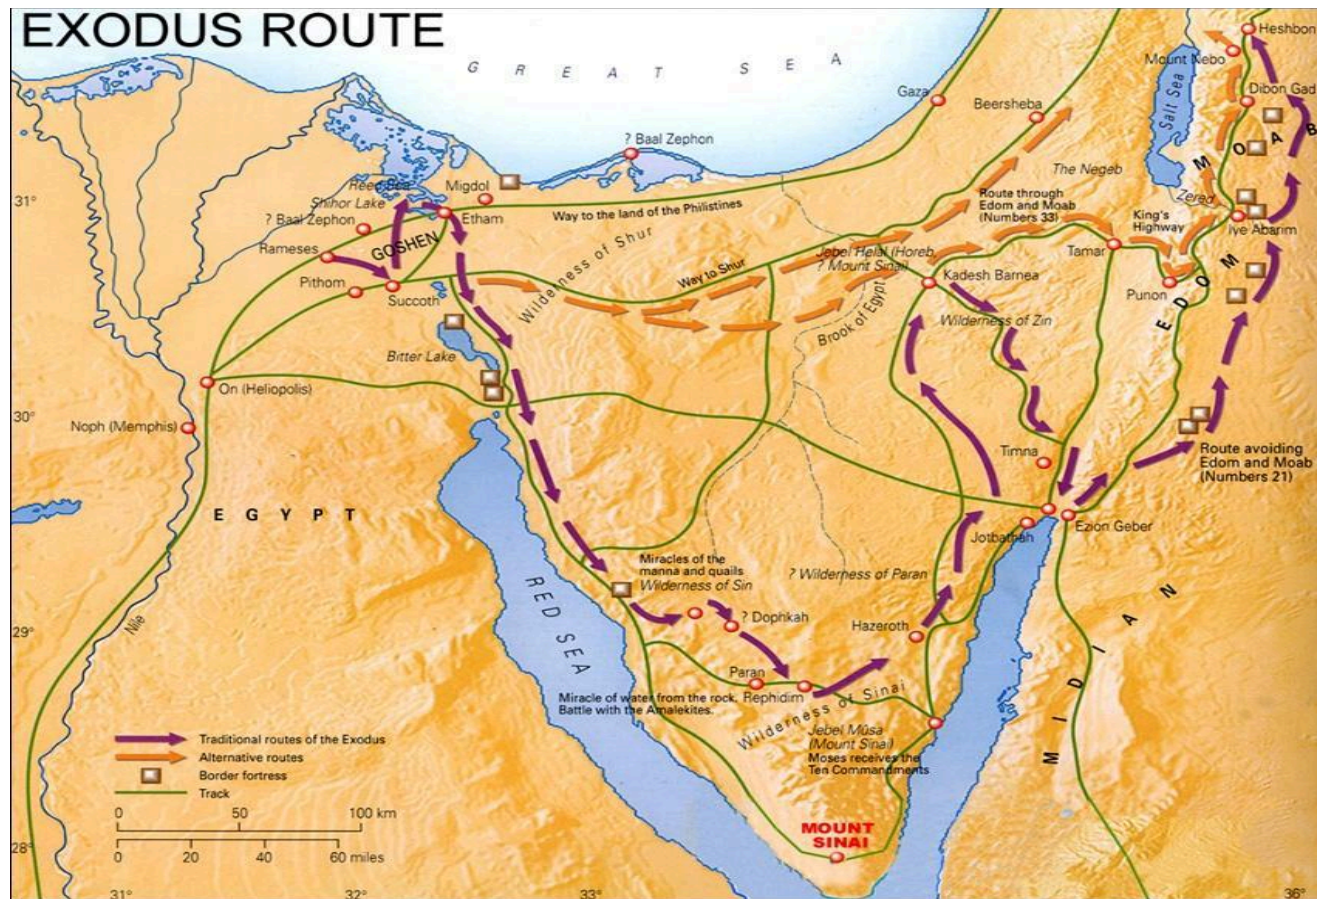 EXODUS ROUTE
GREAT SEA
Heshbon
Mount Nebo
Salt Sea
Dibon Gad
Gaza
Beersheba
? Baal Zephon
MOAB
The Negeb
Reed Sea
Migdol
31°
Shihor Lake
Zered
Route through
Edom and Moab
(Numbers 33)
Way to the land of the Philistines
Etham
? Baal Zephon
King's
Highway
Iye Abarim
GOSHEN
Rameses
Wilderness of Shur
Jebel Helal (Horeb,
? Mount Sinai)
Tamar
Way to Shur
Kadesh Barnea
Pithom
Succoth
Punon
EDOM
Brook of Egypt
Wilderness of Zin
Bitter Lake
On (Heliopolis)
30°
Noph (Memphis)
Timna
Route avoiding
Edom and Moab
(Numbers 21)
EGYPT
Ezion Geber
Jotbathah
RED SEA
Miracles of the
manna and quails
Wilderness of Sin
? Wilderness of Paran
MIDIAN
Nile
29°
? Dophkah
Hazeroth
Paran
Rephidim
Miracle of water from the rock.
Battle with the Amalekites.
Wilderness of Sinai
Jebel Mûsa
(Mount Sinai)
Moses receives the
Ten Commandments
Traditional routes of the Exodus
Alternative routes
Border fortress
Track
0 50 100 km
0 20 40 60 miles
MOUNT
SINAI
28°
31° 32° 33° 36°